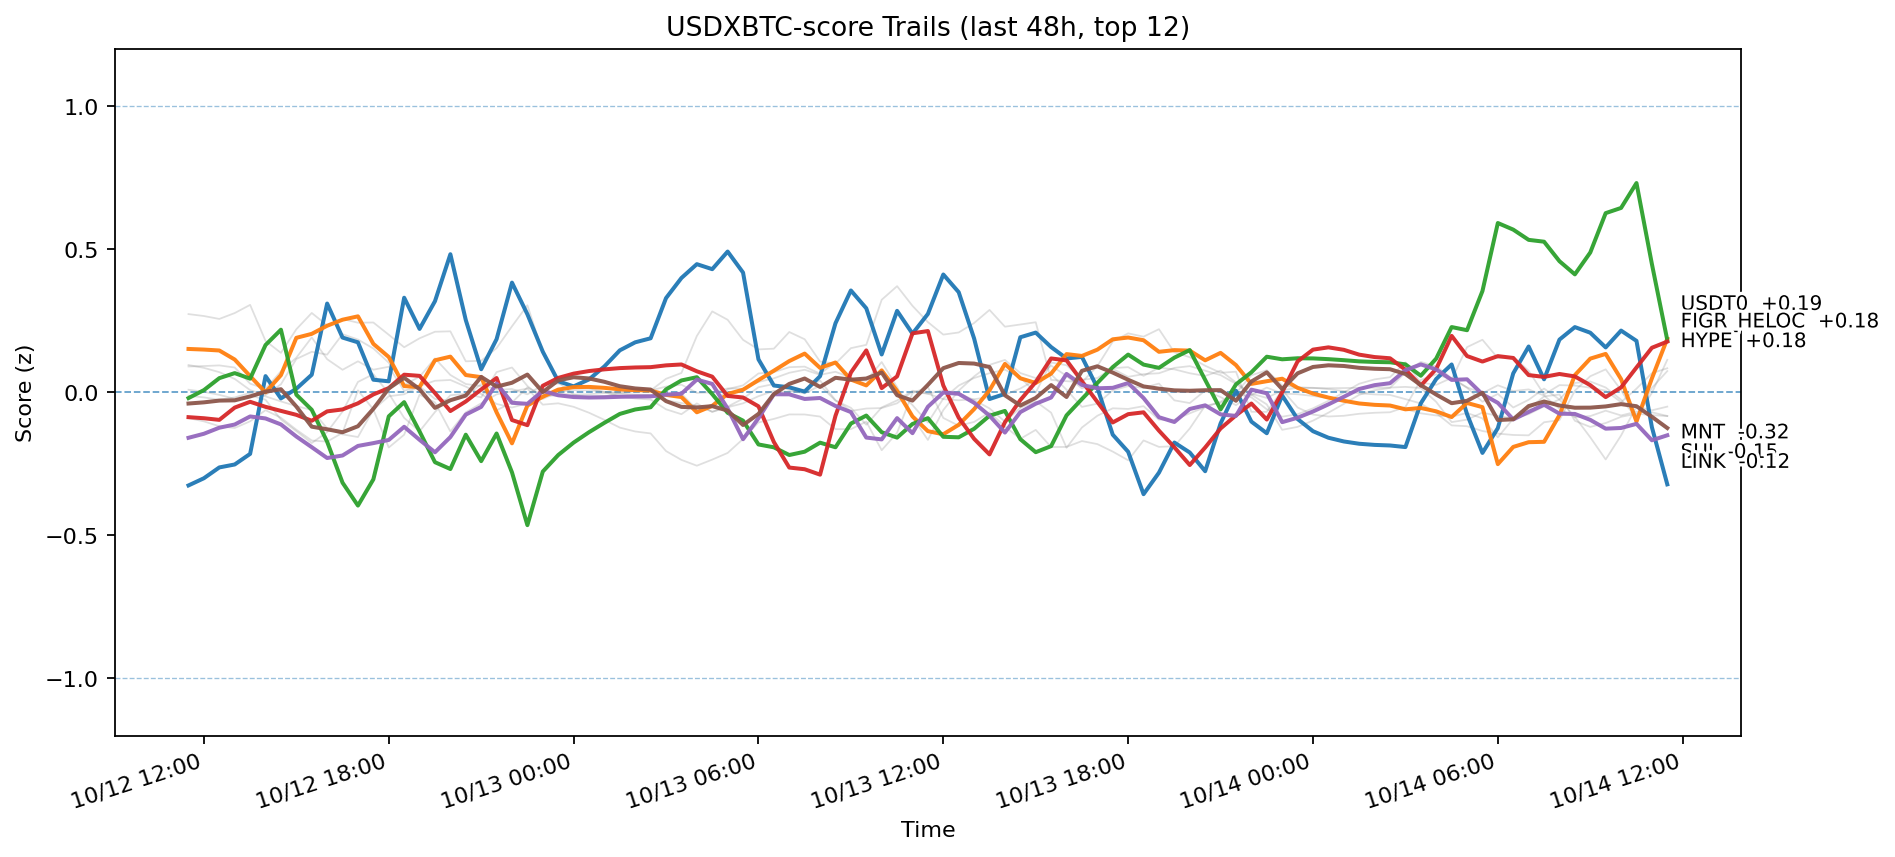 USDXBTC-score Trails (last 48h, top 12)
Score (z)
1.0
0.5
0.0
−0.5
−1.0
USDT0 +0.19
FIGR_HELOC +0.18
HYPE +0.18
MNT -0.32
-0.15
LINK -0.12
10/12 12:00
10/12 18:00
10/13 00:00
10/13 06:00
10/13 12:00
10/13 18:00
10/14 00:00
10/14 06:00
10/14 12:00
Time